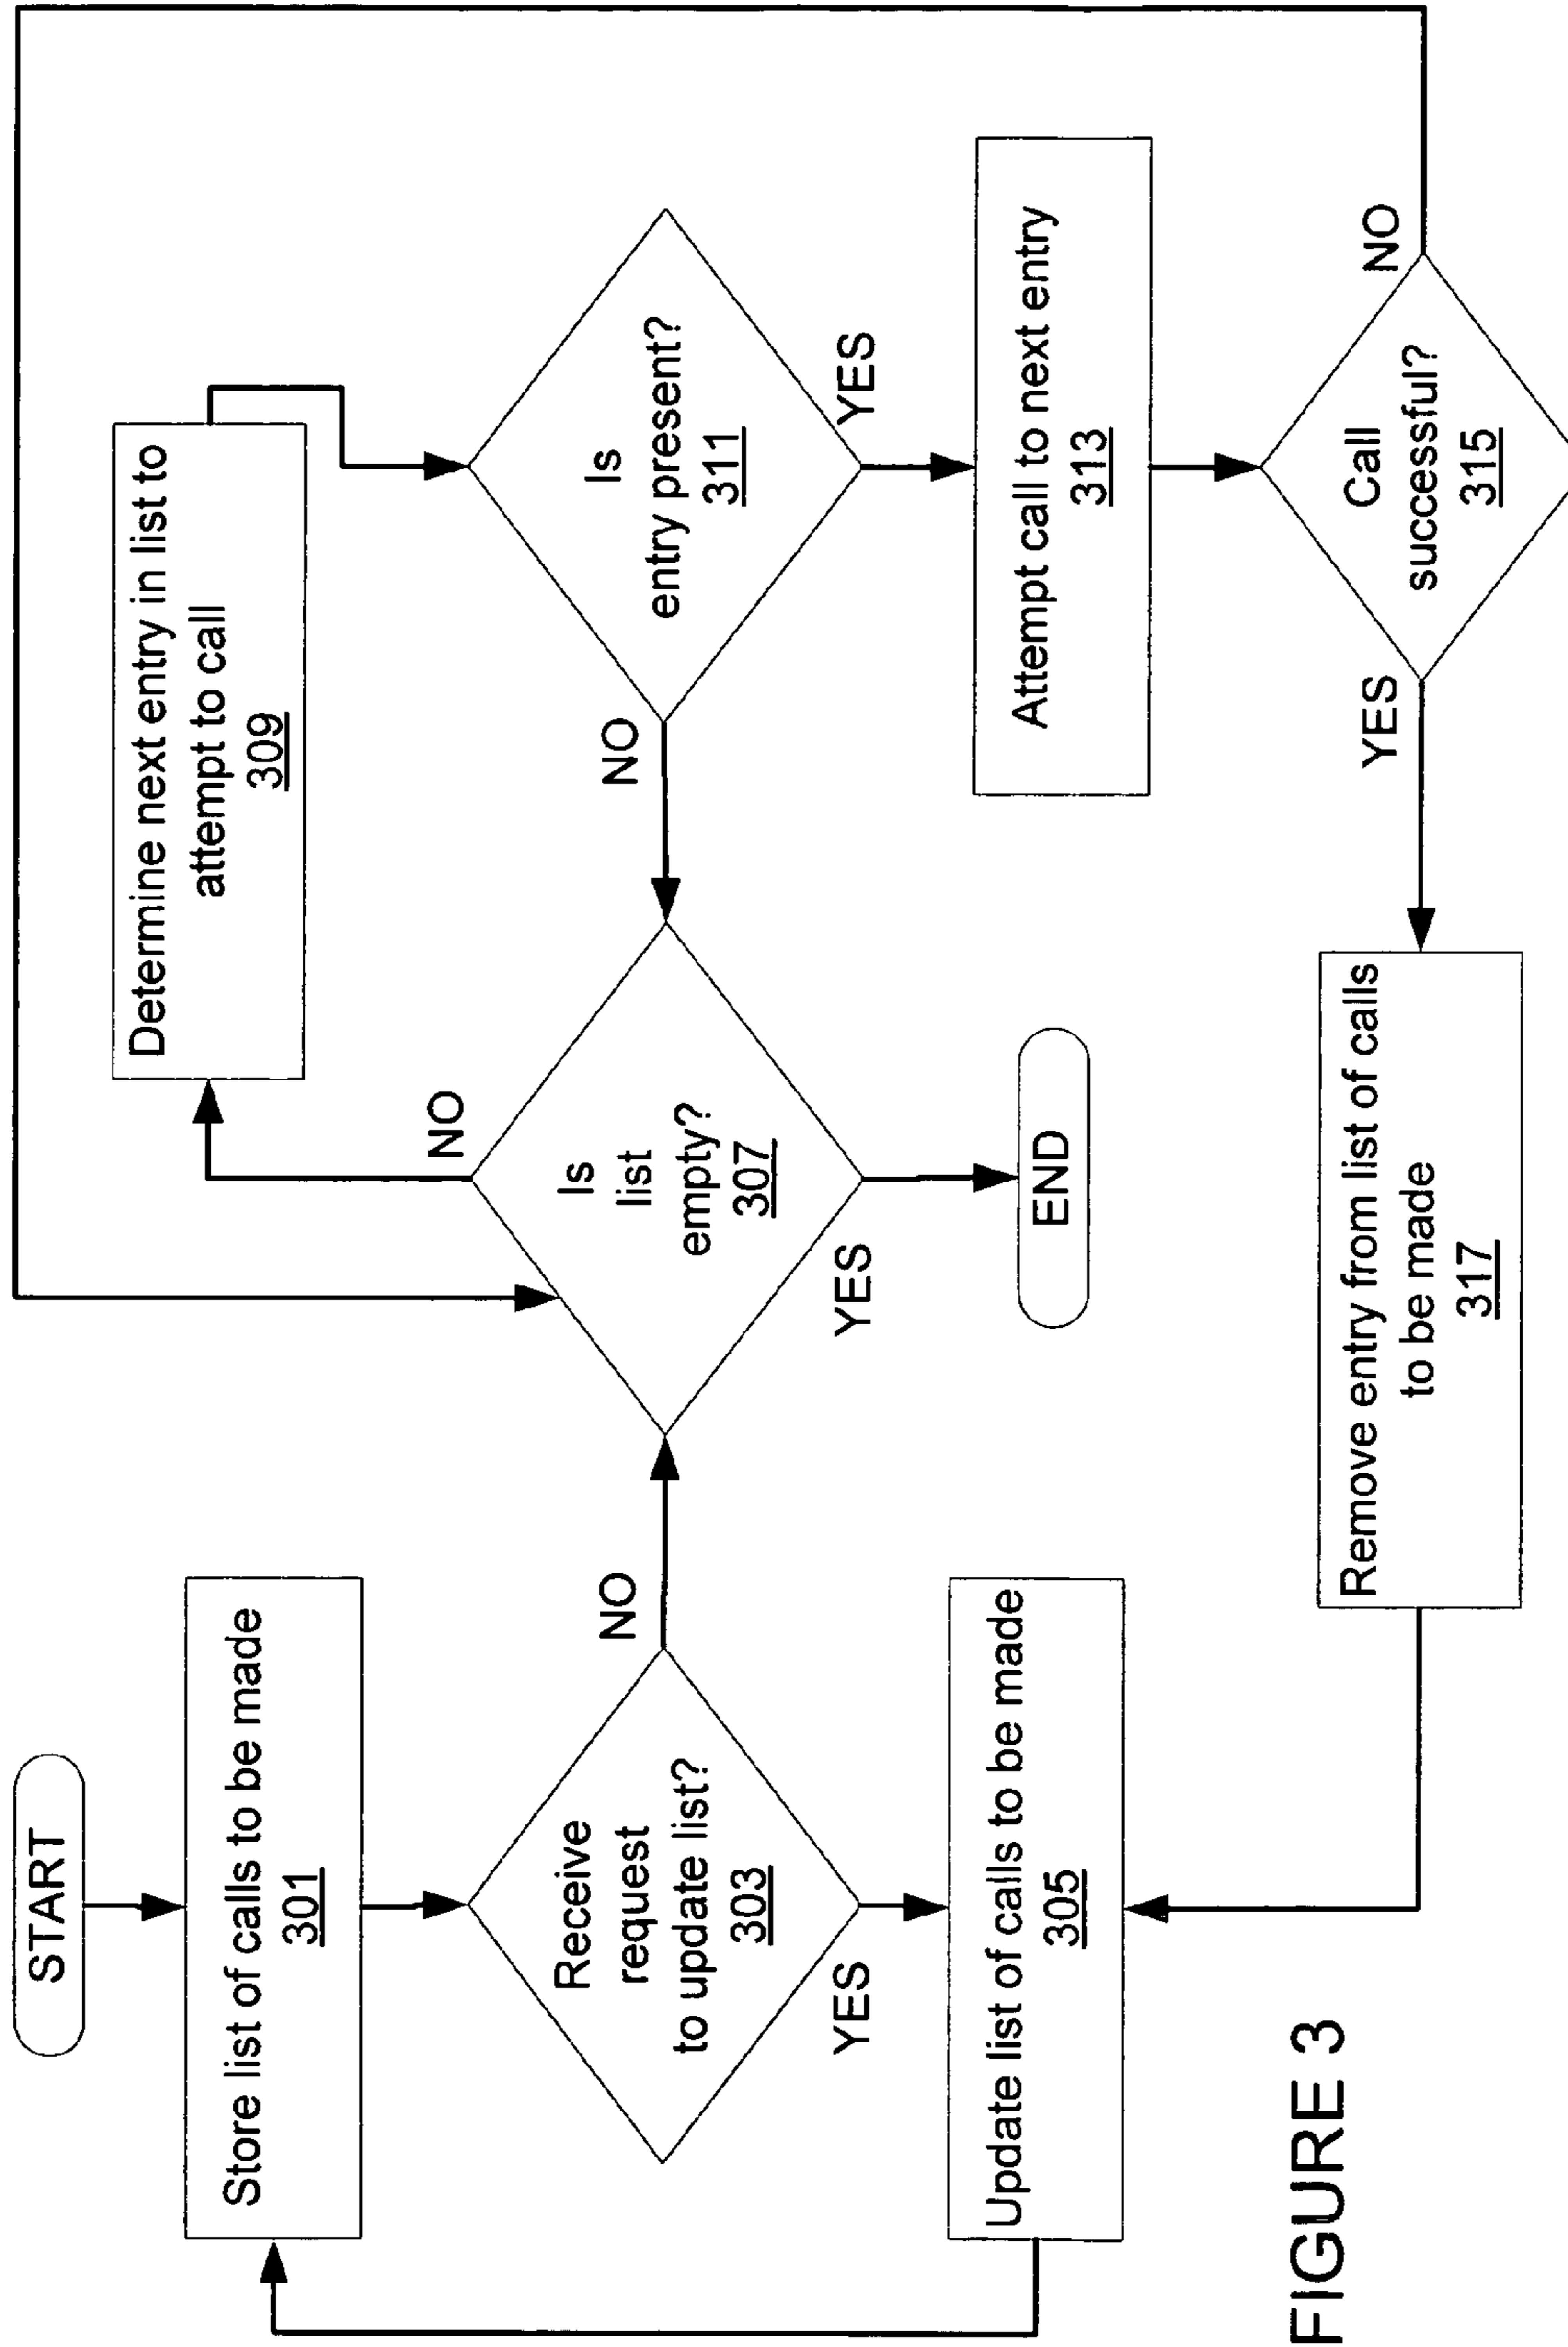 START
Store list of calls to be made
301
Receive
request
to update list?
303
NO
YES
Update list of calls to be made
305
Is
list
empty?
307
NO
YES
END
Determine next entry in list to
attempt to call
309
Is
entry present?
311
NO
YES
Attempt call to next entry
313
Call
successful?
315
NO
YES
Remove entry from list of calls
to be made
317
FIGURE 3